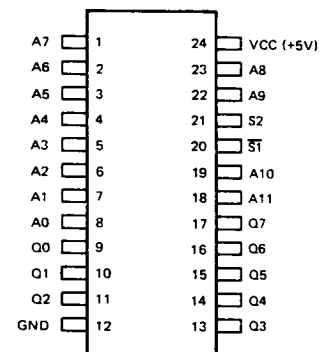 A7 1 24 VCC (+5V)
A6 2 23 A8
A5 3 22 A9
A4 4 21 S2
A3 5 20 S1
A2 6 19 A10
A1 7 18 A11
A0 8 17 Q7
Q0 9 16 Q6
Q1 10 15 Q5
Q2 11 14 Q4
GND 12 13 Q3